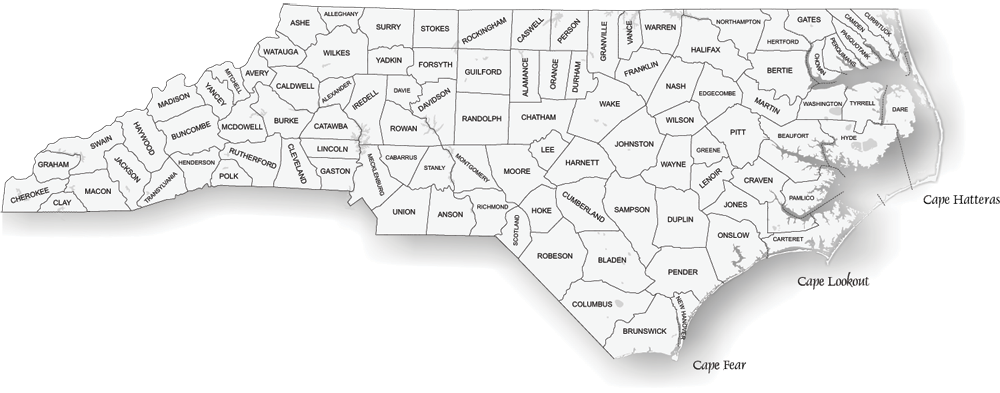 ALLEGHANY
ASHE
SURRY
STOKES
ROCKINGHAM
CASWELL
PERSON
GRANVILLE
VANCE
WARREN
NORTHAMPTON
GATES
CAMDEN
CURRITUCK
PASQUOTANK
PERQUIMANS
CHOWAN
HERTFORD
HALIFAX
WATAUGA
WILKES
YADKIN
FORSYTH
GUILFORD
ALAMANCE
ORANGE
DURHAM
FRANKLIN
BERTIE
MITCHELL
AVERY
CALDWELL
ALEXANDER
IREDELL
DAVIE
DAVIDSON
NASH
EDGECOMBE
MARTIN
WASHINGTON
TYRRELL
DARE
MADISON
YANCEY
WAKE
BURKE
CATAWBA
ROWAN
RANDOLPH
CHATHAM
WILSON
PITT
BEAUFORT
HYDE
SWAIN
HAYWOOD
BUNCOMBE
MCDOWELL
LINCOLN
LEE
JOHNSTON
GREENE
GRAHAM
JACKSON
HENDERSON
RUTHERFORD
CLEVELAND
GASTON
MECKLENBURG
CABARRUS
STANLY
MONTGOMERY
MOORE
HARNETT
WAYNE
LENOIR
CRAVEN
POLK
TRANSYLVANIA
CHEROKEE
CLAY
MACON
PAMLICO
Cape Hatteras
UNION
ANSON
RICHMOND
SCOTLAND
HOKE
CUMBERLAND
SAMPSON
DUPLIN
JONES
ONSLOW
CARTERET
ROBESON
BLADEN
PENDER
Cape Lookout
COLUMBUS
BRUNSWICK
NEW HANOVER
Cape Fear